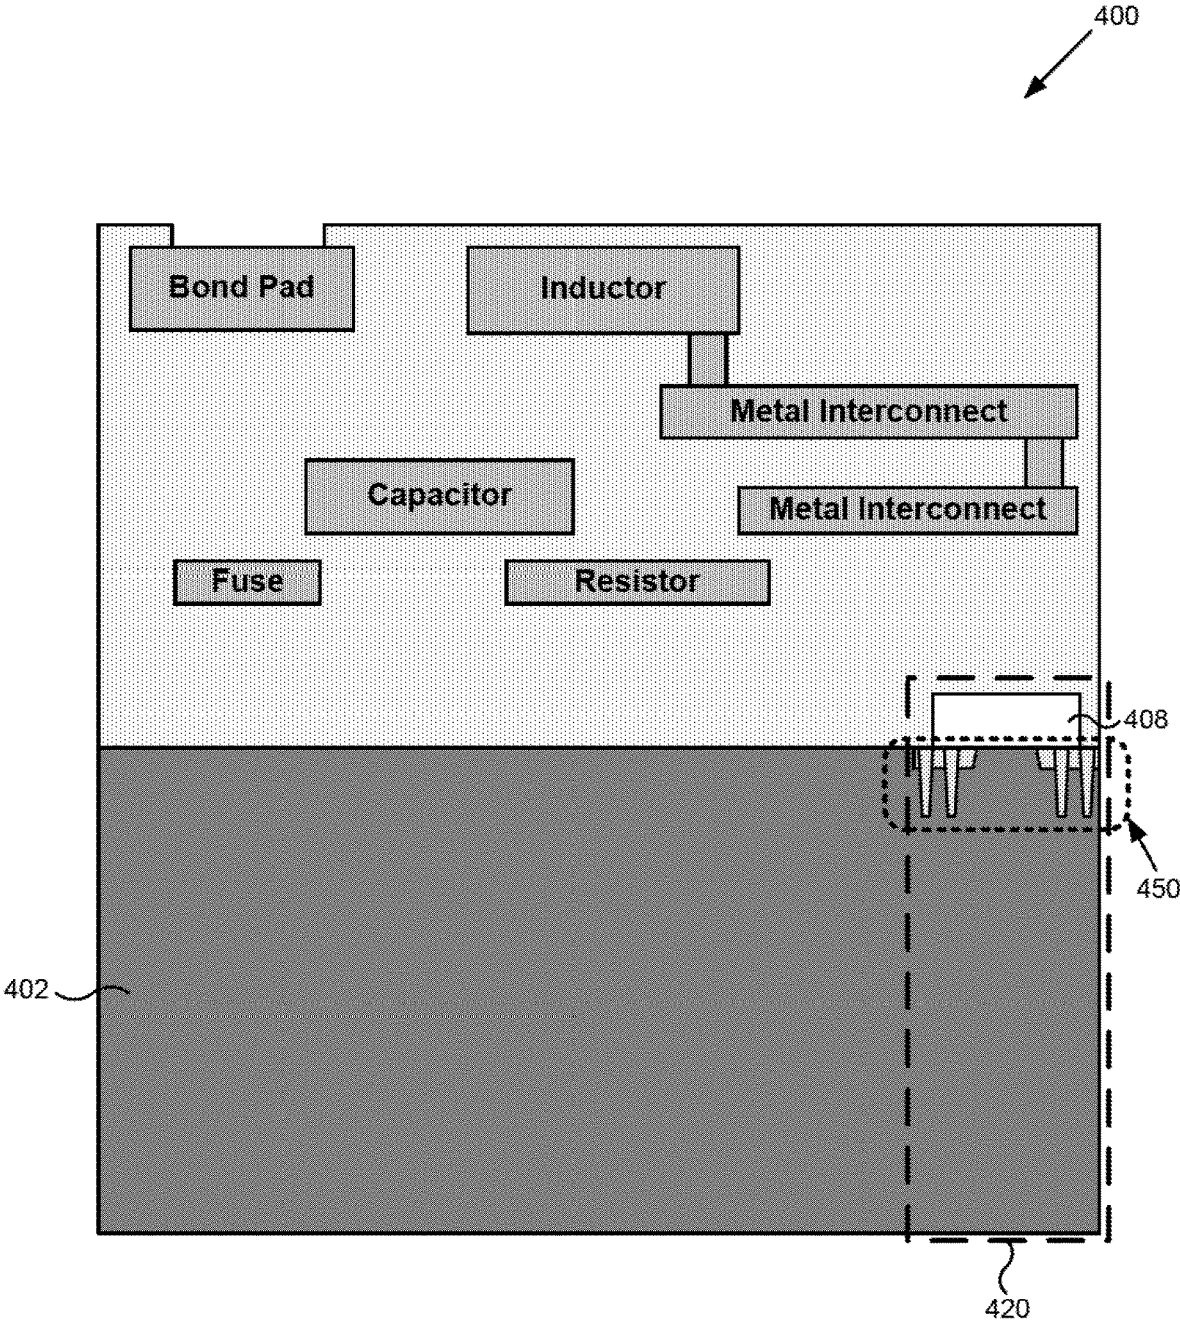 400
Bond Pad
Inductor
Metal Interconnect
Capacitor
Metal Interconnect
Fuse
Resistor
408
450
402
420